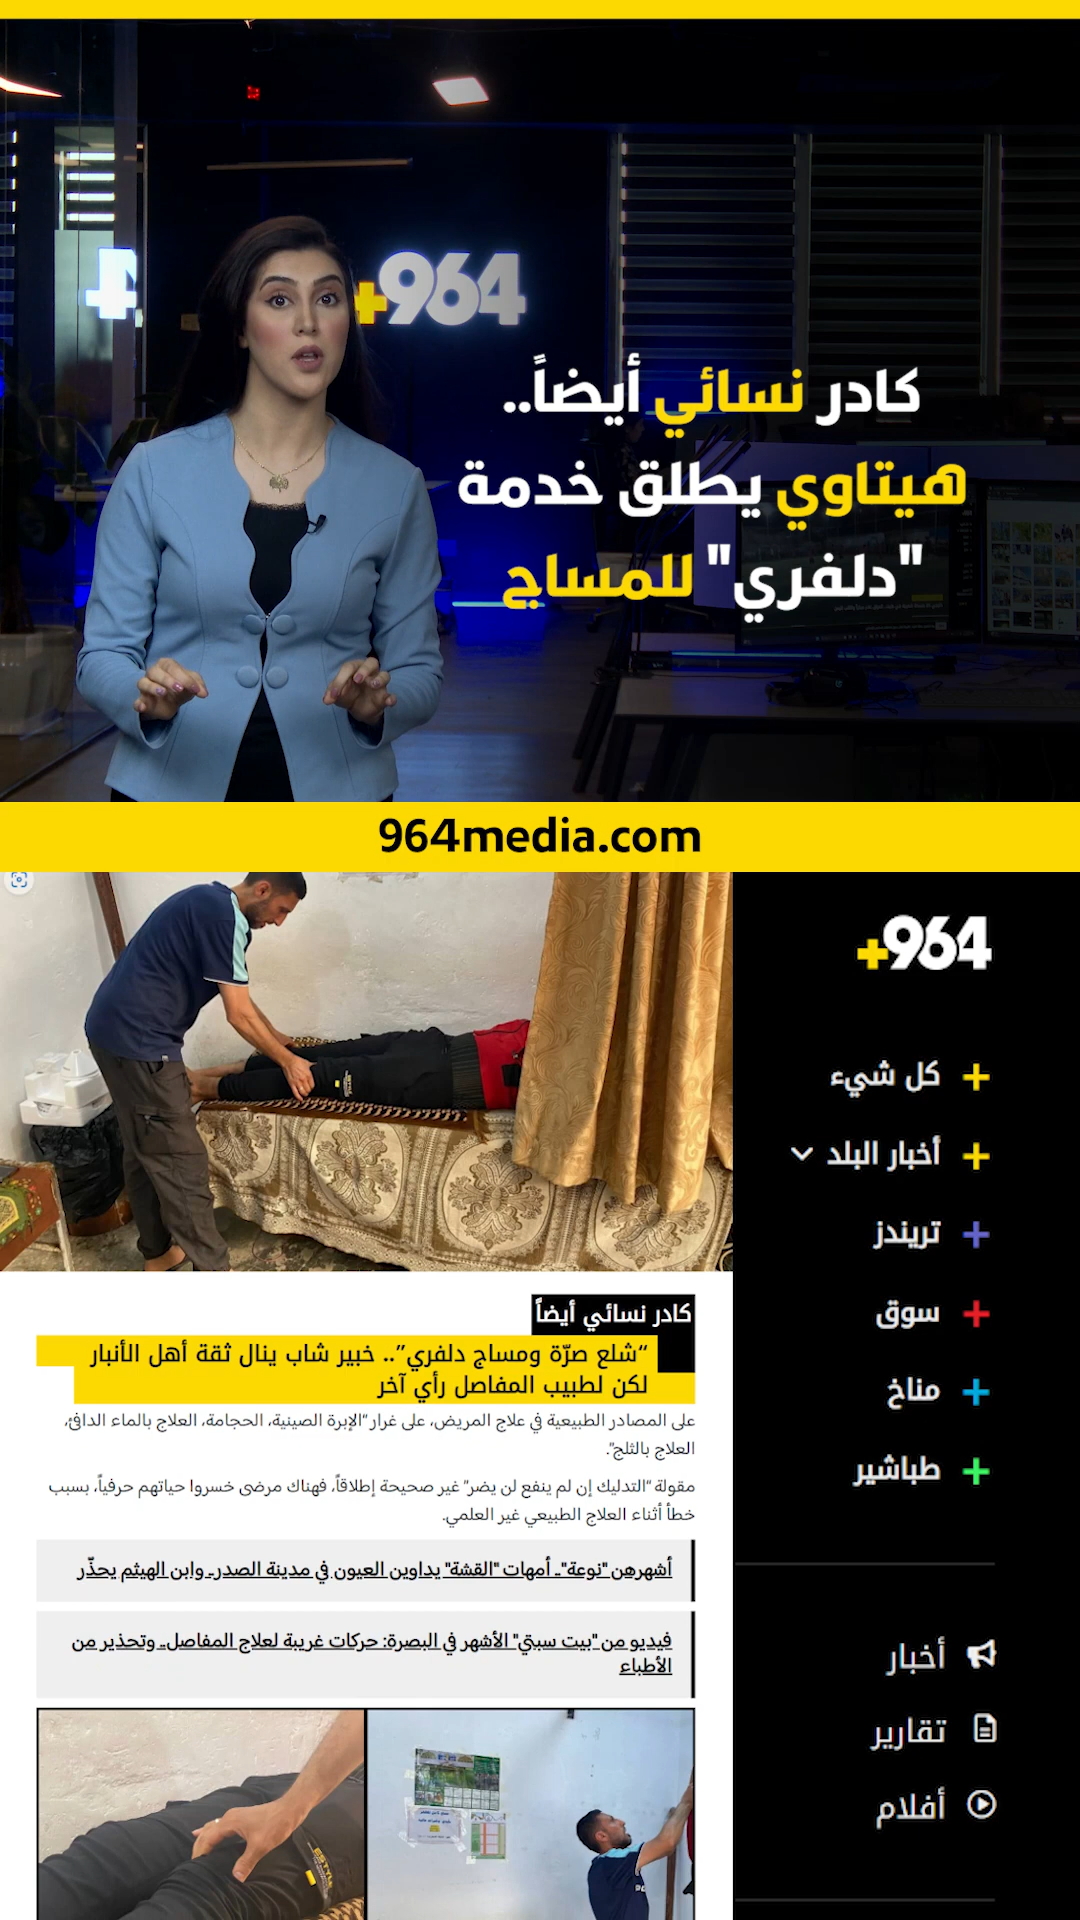 +964
كادر نسائي أيضاً..
هيتاوي يطلق خدمة
"دلفري" للمساج
964media.com
+964
كل شيء
أخبار البلد
تريندز
سوق
مناخ
طباشير
أخبار
تقارير
أفلام
كادر نسائي أيضاً
“شلع صرّة ومساج دلفري”.. خبير شاب ينال ثقة أهل الأنبار
لكن لطبيب المفاصل رأي آخر
على المصادر الطبيعية في علاج المريض، على غرار “الإبرة الصينية، الحجامة، العلاج بالماء الدافئ،
العلاج بالثلج”.
مقولة “التدليك إن لم ينفع لن يضر” غير صحيحة إطلاقاً، فهناك مرضى خسروا حياتهم حرفياً، بسبب
خطأ أثناء العلاج الطبيعي غير العلمي.
أشهرهن "نوعة".. أمهات "القشة" يداوين العيون في مدينة الصدر.. وابن الهيثم يحذّر
فيديو من "بيت سبتي" الأشهر في البصرة: حركات غريبة لعلاج المفاصل.. وتحذير من
الأطباء